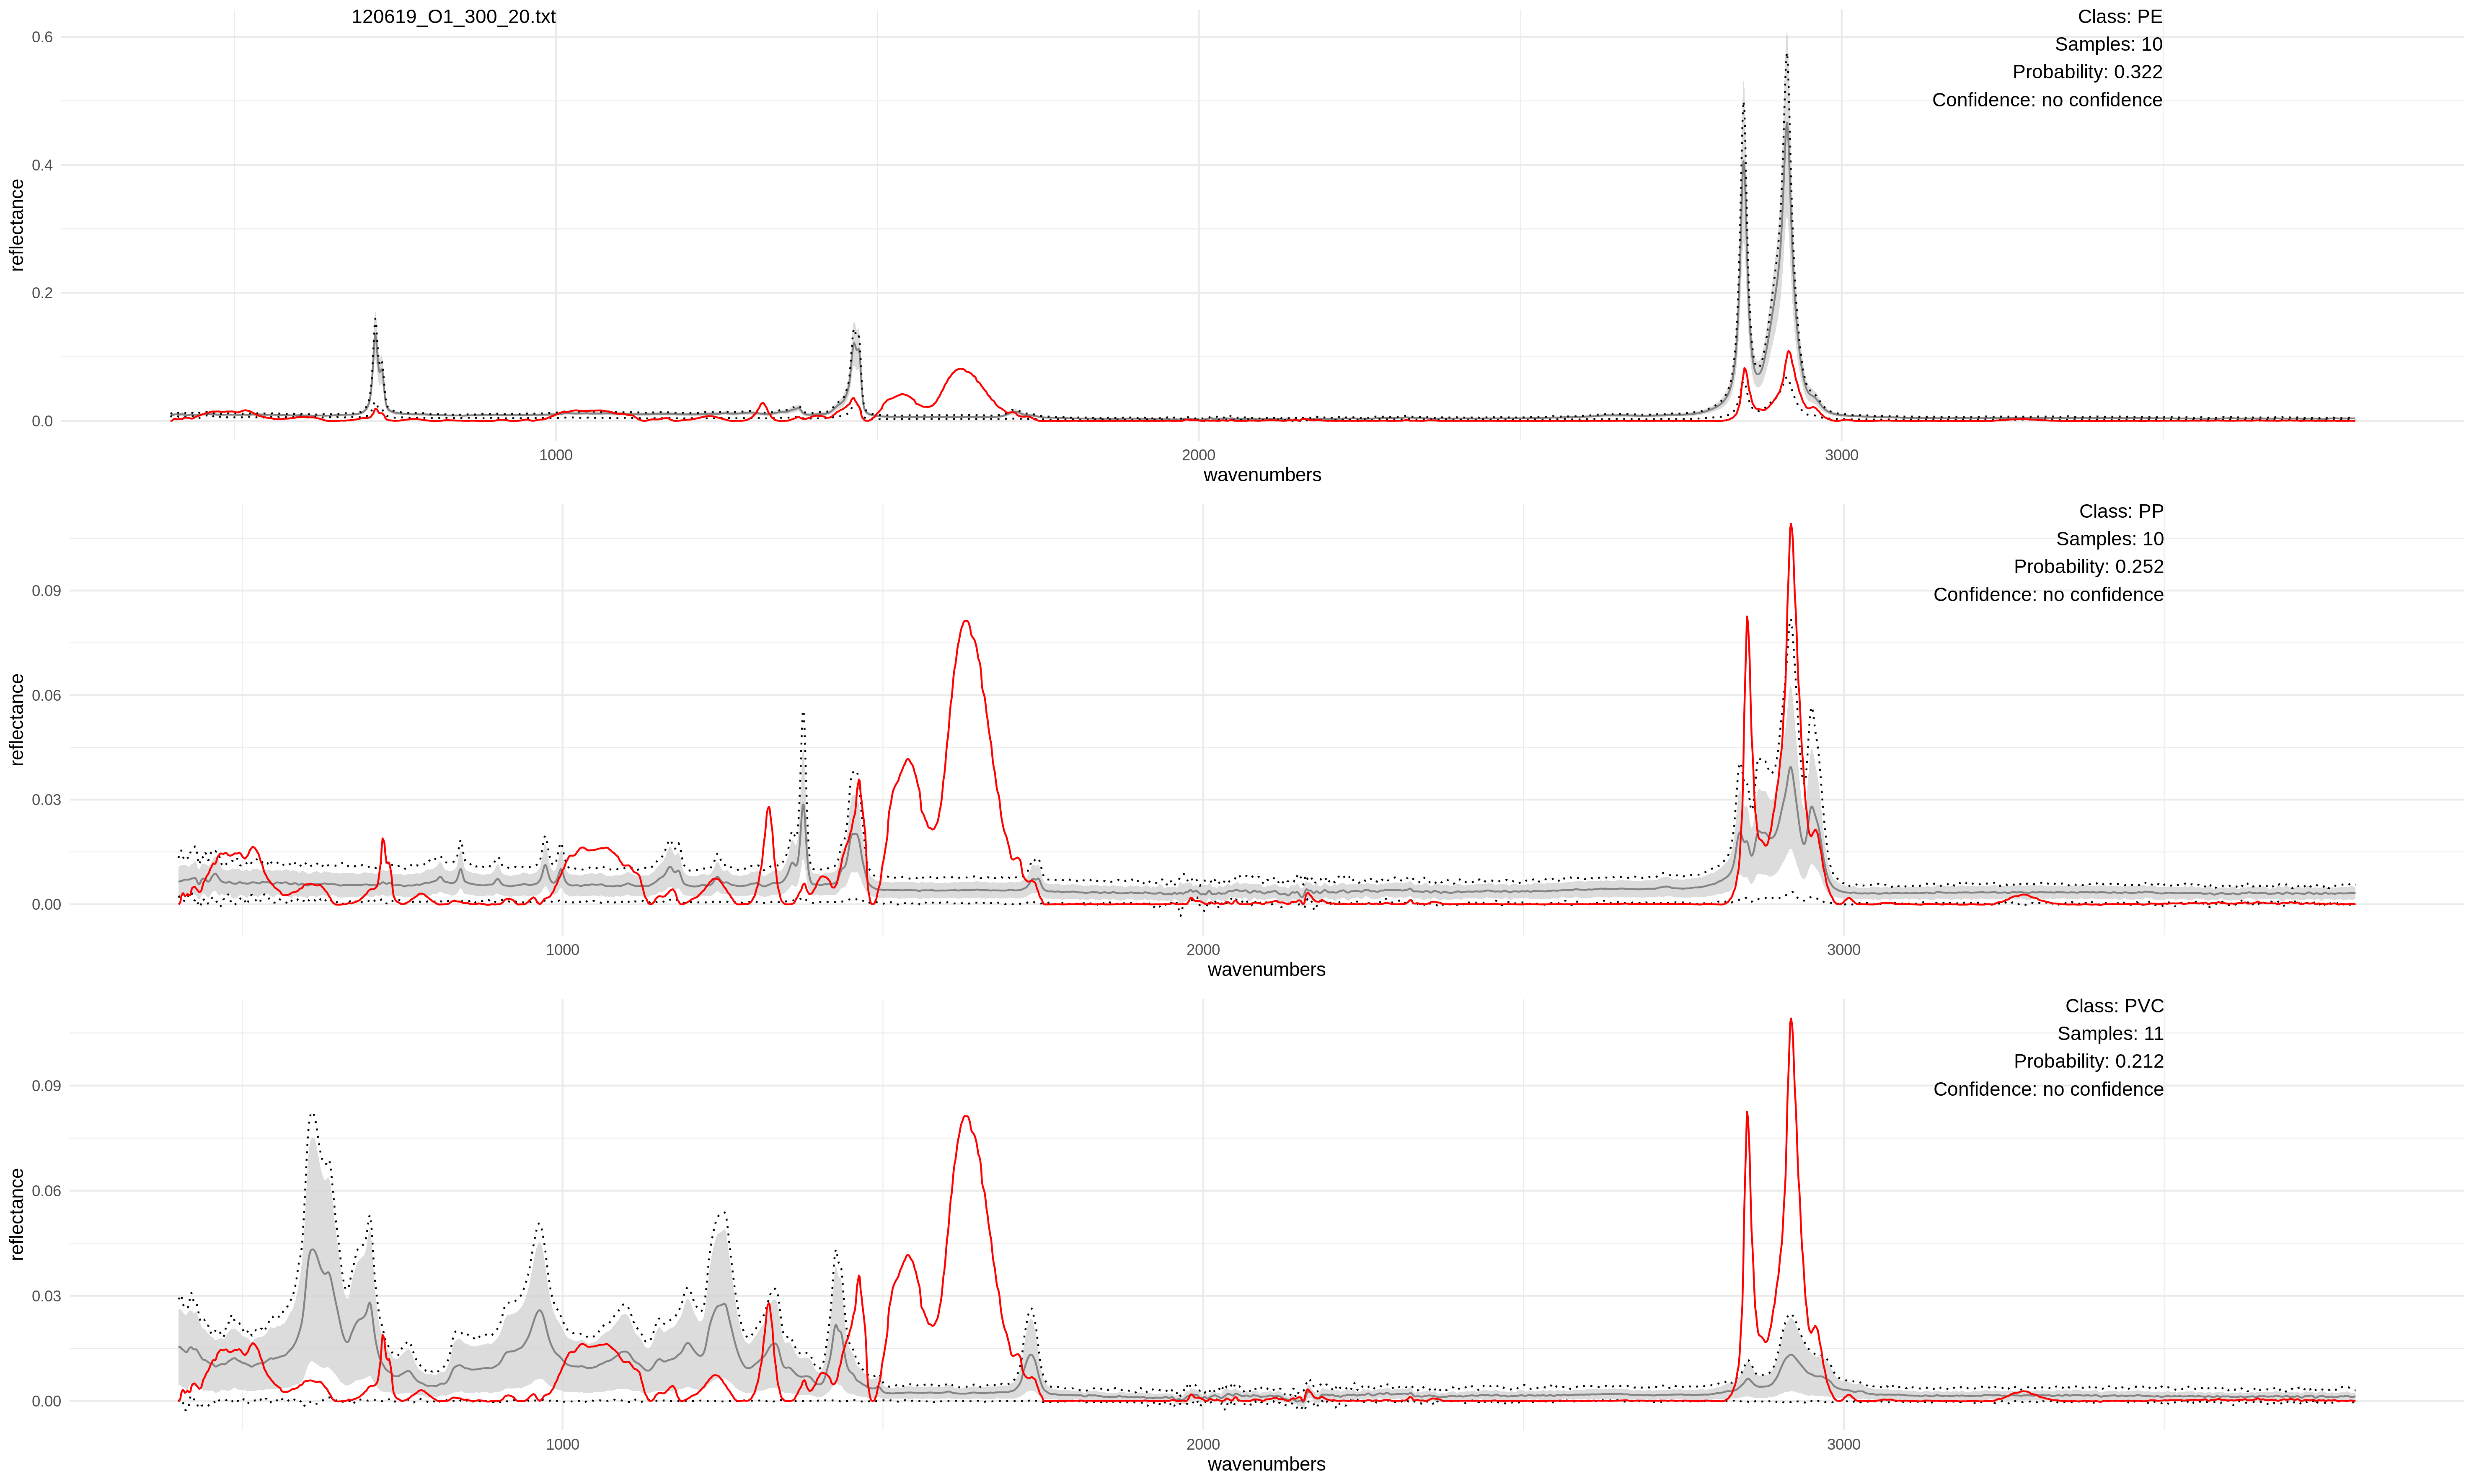 120619_O1_300_20.txt
Class: PE
Samples: 10
Probability: 0.322
Confidence: no confidence
0.6
0.4
0.2
0.0
reflectance
1000
2000
3000
wavenumbers
Class: PP
Samples: 10
Probability: 0.252
Confidence: no confidence
0.09
0.06
0.03
0.00
reflectance
1000
2000
3000
wavenumbers
Class: PVC
Samples: 11
Probability: 0.212
Confidence: no confidence
0.09
0.06
0.03
0.00
reflectance
1000
2000
3000
wavenumbers